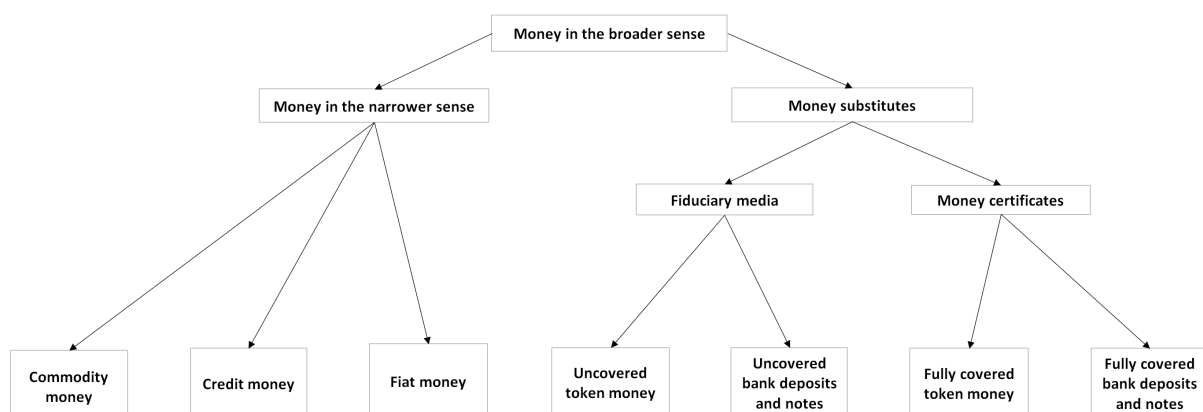 Money in the broader sense
Money in the narrower sense
Money substitutes
Fiduciary media
Money certificates
Commodity
money
Credit money
Fiat money
Uncovered
token money
Uncovered
bank deposits
and notes
Fully covered
token money
Fully covered
bank deposits
and notes